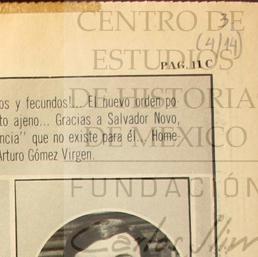 CENTRO DE
3
ESTUDIOS
(4/14)
PAG. 11 C
DE HISTORIA
DE MEXICO
os y fecundos!... El nuevo orden po
to ajeno... Gracias a Salvador Novo,
ncia" que no existe para él... Home
Arturo Gómez Virgen.
FUNDACIÓN
Carlos Slim